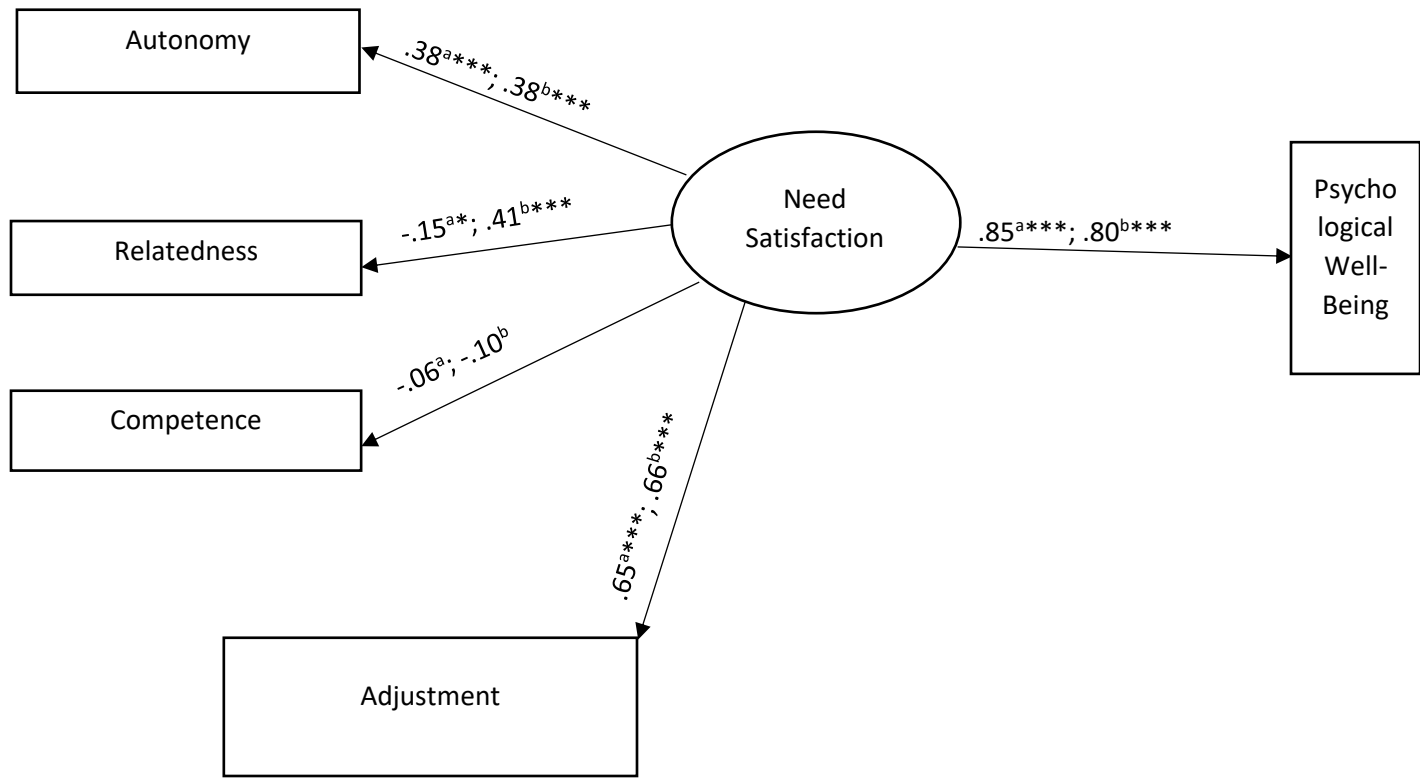 Autonomy
.38ᵃ***; .38ᵇ***
Need
Satisfaction
Psycho
logical
Well-
Being
-.15ᵃ*; .41ᵇ***
.85ᵃ***; .80ᵇ***
Relatedness
-.06ᵃ; -.10ᵇ
Competence
.65ᵃ***; .66ᵇ***
Adjustment